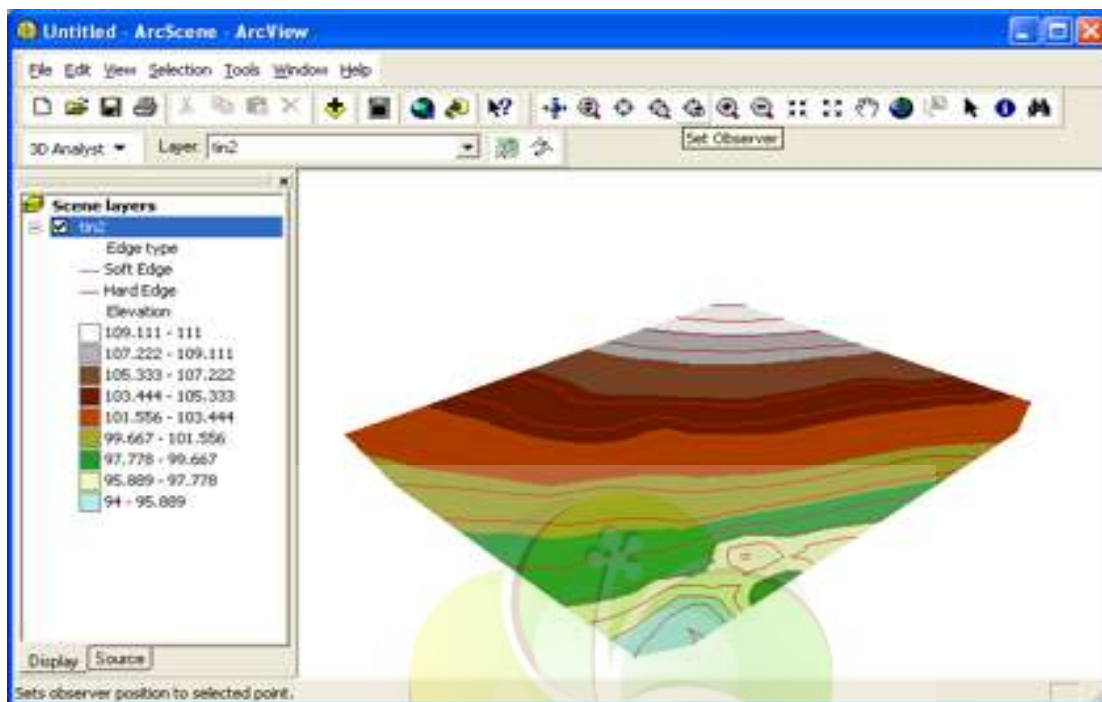 Untitled - ArcScene - ArcView
File Edit View Selection Tools Window Help
3D Analyst Layer: tin2
Set Observer
Scene layers
tin2
Edge type
Soft Edge
Hard Edge
Elevation
109.111 - 111
107.222 - 109.111
105.333 - 107.222
103.444 - 105.333
101.556 - 103.444
99.667 - 101.556
97.778 - 99.667
95.889 - 97.778
94 - 95.889
Display Source
Sets observer position to selected point.